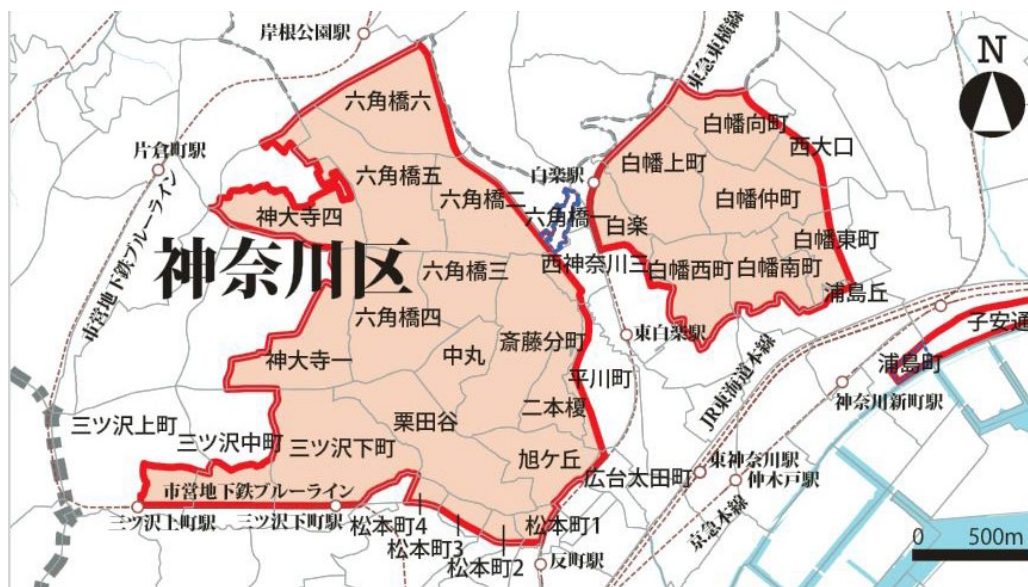 岸根公園駅
東急東横線
N
六角橋六
白幡向町
片倉町駅
西大口
白幡上町
六角橋五
白楽駅
六角橋二
白幡仲町
神大寺四
六角橋一
白楽
白幡東町
市営地下鉄ブルーライン
神奈川区
六角橋三
西神奈川三
白幡西町
白幡南町
浦島丘
六角橋四
斎藤分町
東白楽駅
子安通
神大寺一
中丸
平川町
JR東海道本線
浦島町
二本榎
神奈川新町駅
三ツ沢上町
栗田谷
三ツ沢中町
三ツ沢下町
旭ケ丘
東神奈川駅
広台太田町
仲木戸駅
市営地下鉄ブルーライン
三ツ沢上町駅
三ツ沢下町駅
松本町4
松本町1
京急本線
松本町3
松本町2
反町駅
0 500m